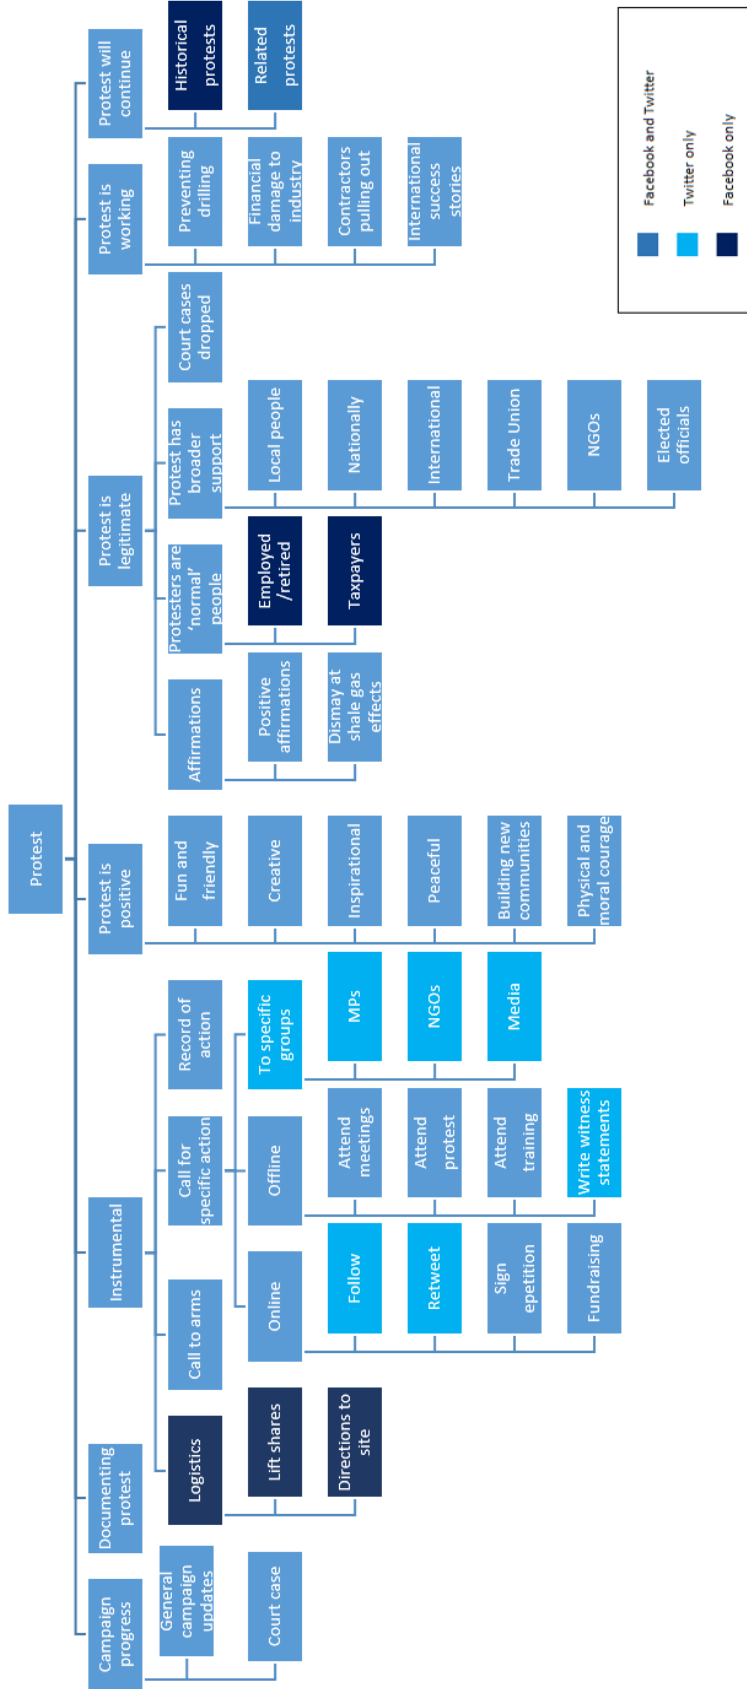 Protest
Campaign
progress
General
campaign
updates
Court case
Documenting
protest
Instrumental
Logistics
Lift shares
Directions to
site
Call to arms
Call for
specific action
Online
Follow
Retweet
Sign
epetition
Fundraising
Offline
Attend
meetings
Attend
protest
Attend
training
Write witness
statements
To specific
groups
MPs
NGOs
Media
Record of
action
Protest is
positive
Fun and
friendly
Creative
Inspirational
Peaceful
Building new
communities
Physical and
moral courage
Protest is
legitimate
Affirmations
Positive
affirmations
Dismay at
shale gas
effects
Protesters are
‘normal’
people
Employed
/retired
Taxpayers
Protest has
broader
support
Local people
Nationally
International
Trade Union
NGOs
Elected
officials
Court cases
dropped
Protest is
working
Preventing
drilling
Financial
damage to
industry
Contractors
pulling out
International
success
stories
Protest will
continue
Historical
protests
Related
protests
Facebook and Twitter
Twitter only
Facebook only